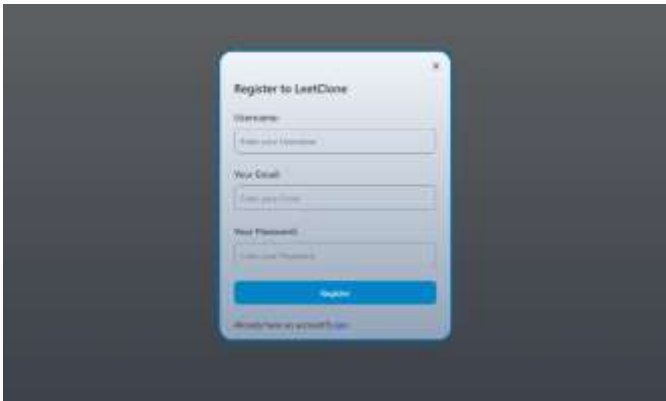 ×
Register to LeetClone
Username
Enter your Username
Your Email
Enter your Email
Your Password
Enter your Password
Register
Already have an account?